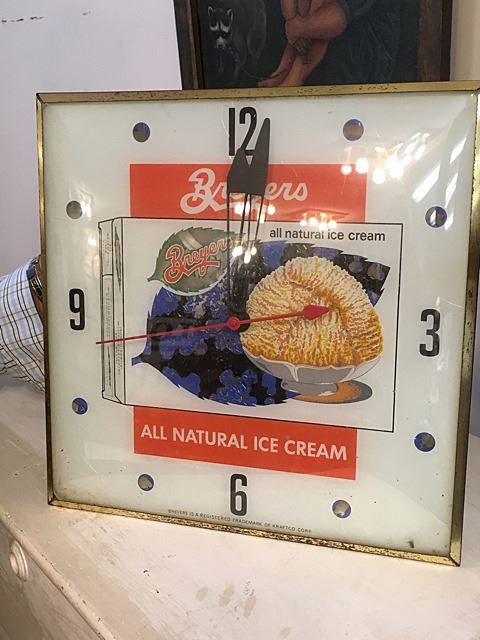 12
Breyers
all natural ice cream
Breyers
9
3
ALL NATURAL ICE CREAM
6
BREYERS IS A REGISTERED TRADEMARK OF KRAFTCO CORP.